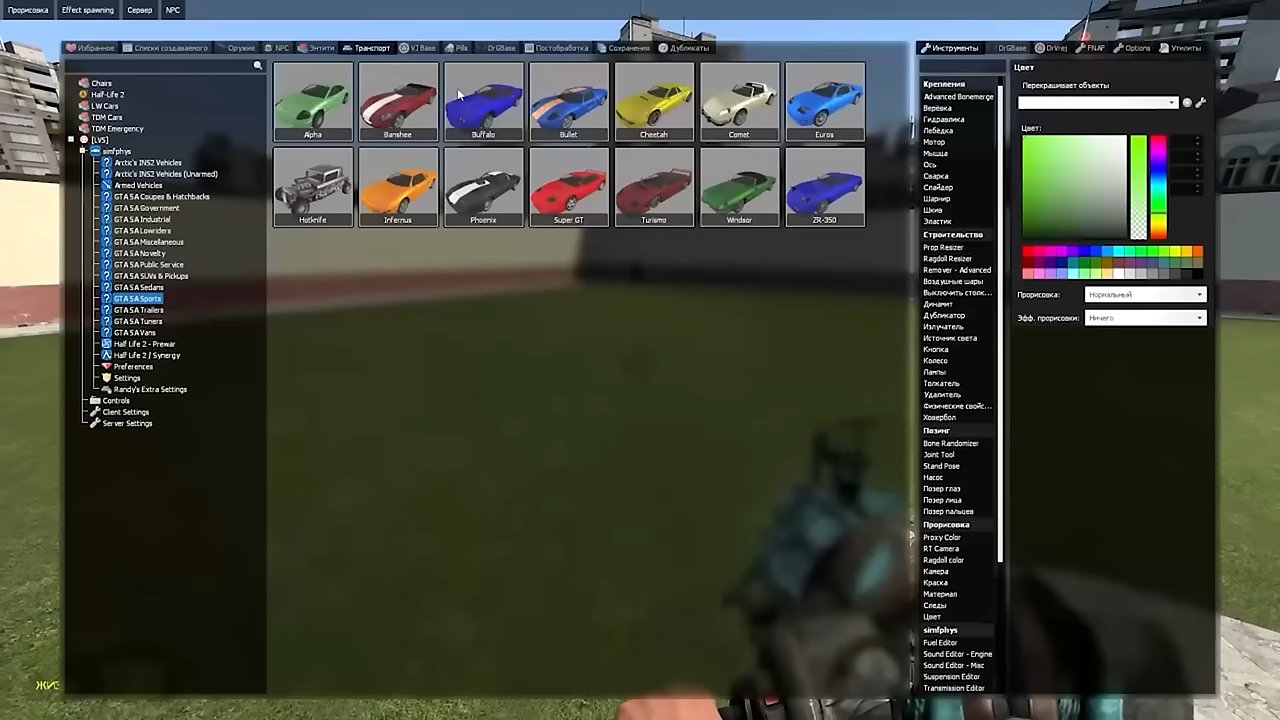 Прорисовка Effect spawning Сервер NPC
Избранное Списки создаваемого Оружие NPC Энтити Транспорт VJ Base Pills DrGBase Постобработка Сохранения Дубликаты
Chairs
Half-Life 2
LW Cars
TDM Cars
TDM Emergency
[LVS]
simfphys
Arctic's INS2 Vehicles
Arctic's INS2 Vehicles (Unarmed)
Armed Vehicles
GTA SA Coupes & Hatchbacks
GTA SA Government
GTA SA Industrial
GTA SA Lowriders
GTA SA Miscellaneous
GTA SA Novelty
GTA SA Public Service
GTA SA SUVs & Pickups
GTA SA Sedans
GTA SA Sports
GTA SA Trailers
GTA SA Tuners
GTA SA Vans
Half Life 2 - Prewar
Half Life 2 / Synergy
Preferences
Settings
Randy's Extra Settings
Controls
Client Settings
Server Settings
Alpha Banshee Buffalo Bullet Cheetah Comet Euros
Hotknife Infernus Phoenix Super GT Turismo Windsor ZR-350
Инструменты DrGBase DrVrej FNAF Options Утилиты
Крепления
Advanced Bonemerge
Верёвка
Гидравлика
Лебёдка
Мотор
Мышца
Ось
Сварка
Слайдер
Шарнир
Шкив
Эластик
Строительство
Prop Resizer
Ragdoll Resizer
Remover - Advanced
Воздушные шары
Выключить столк...
Динамит
Дубликатор
Излучатель
Источник света
Кнопка
Колесо
Лампы
Толкатель
Удалитель
Физические свойс...
Ховербол
Позинг
Bone Randomizer
Joint Tool
Stand Pose
Насос
Позер глаз
Позер лица
Позер пальцев
Прорисовка
Proxy Color
RT Camera
Ragdoll color
Камера
Краска
Материал
Следы
Цвет
simfphys
Fuel Editor
Sound Editor - Engine
Sound Editor - Misc
Suspension Editor
Transmission Editor
Цвет
Перекрашивает объекты
Цвет:
Прорисовка: Нормальный
Эфф. прорисовки: Ничего